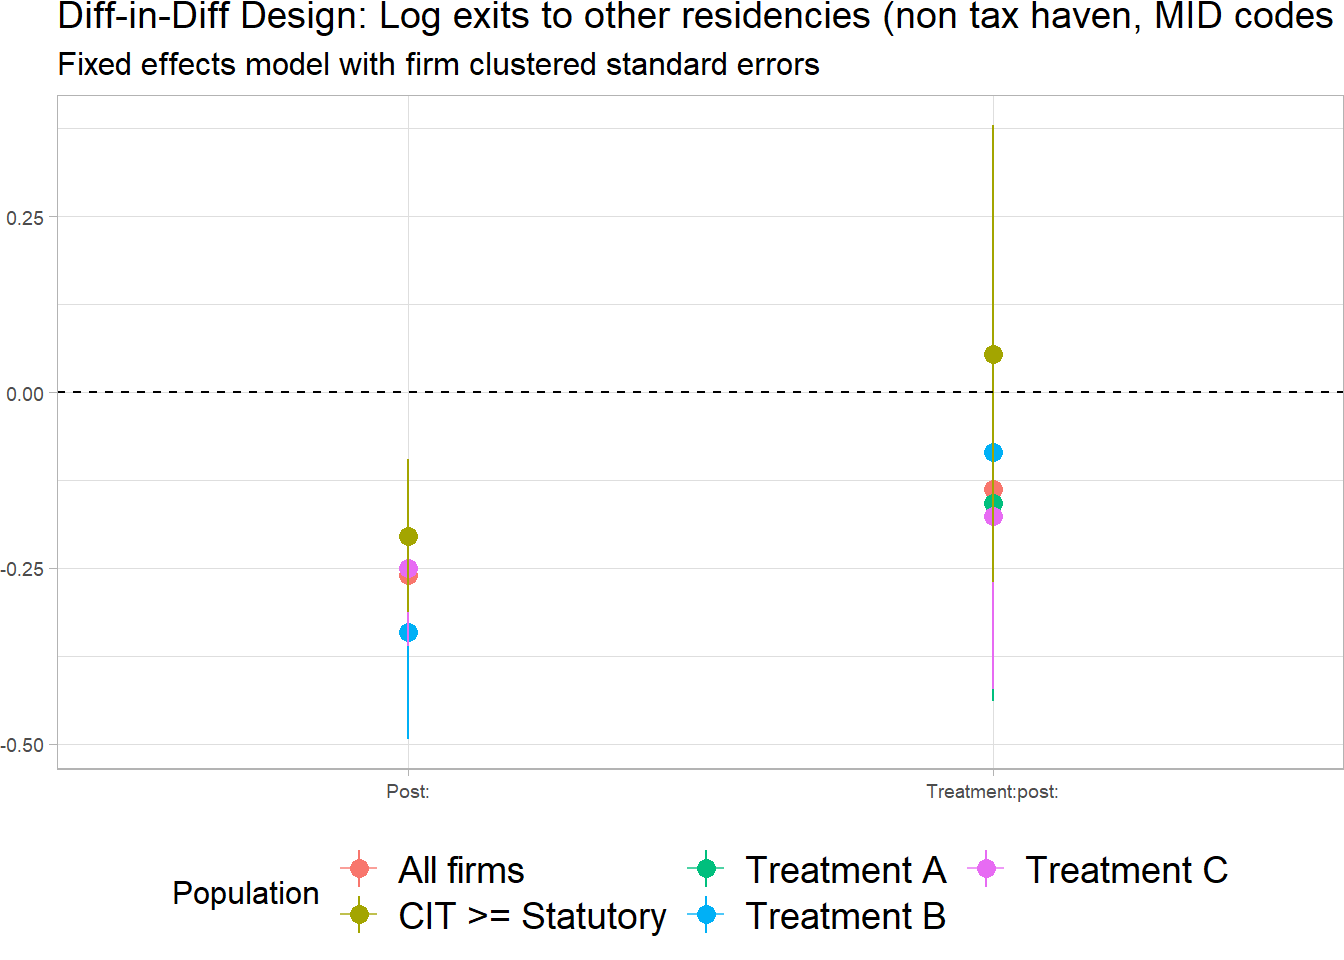 Diff-in-Diff Design: Log exits to other residencies (non tax haven, MID codes
Fixed effects model with firm clustered standard errors
0.25
0.00
-0.25
-0.50
Post:
Treatment:post:
Population
All firms
Treatment A
Treatment C
CIT >= Statutory
Treatment B